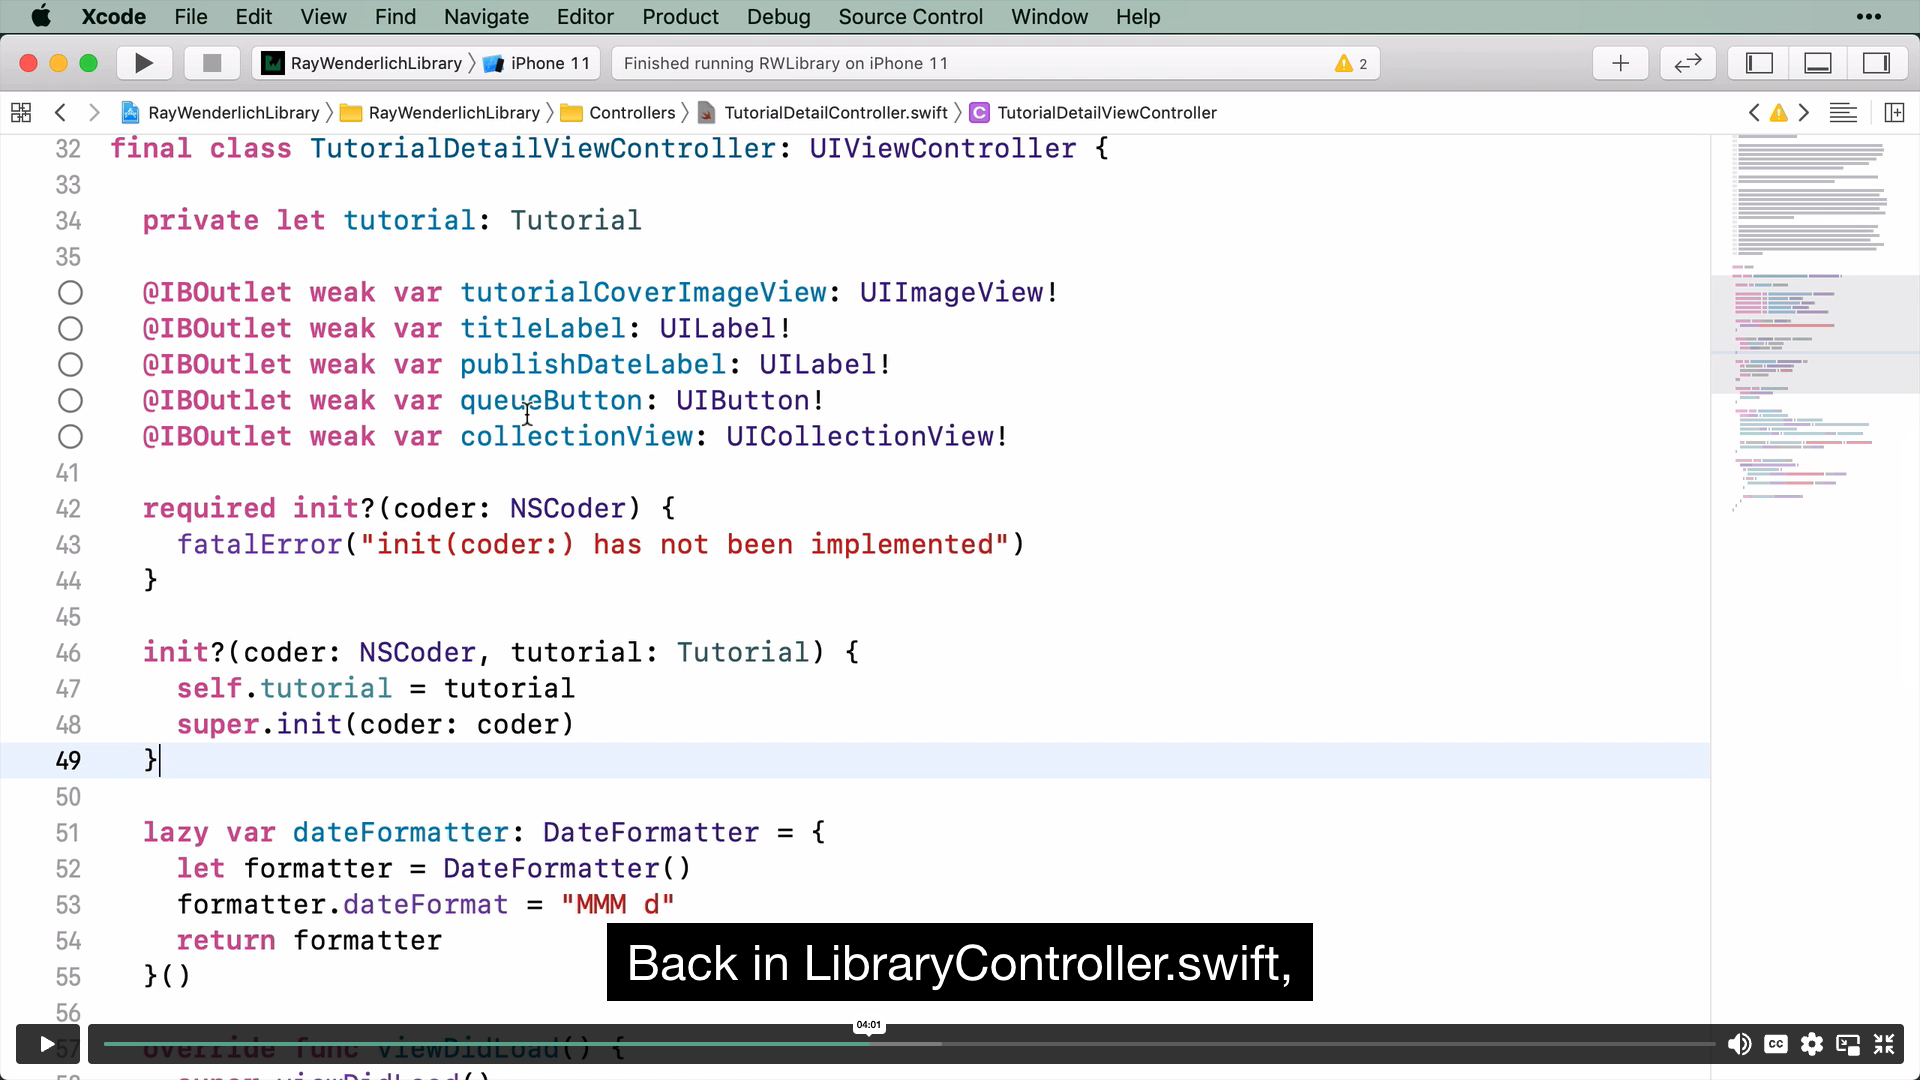 Xcode File Edit View Find Navigate Editor Product Debug Source Control Window Help
RayWenderlichLibrary iPhone 11 Finished running RWLibrary on iPhone 11 2
RayWenderlichLibrary RayWenderlichLibrary Controllers TutorialDetailController.swift C TutorialDetailViewController
32 final class TutorialDetailViewController: UIViewController {
33
34 private let tutorial: Tutorial
35
@IBOutlet weak var tutorialCoverImageView: UIImageView!
@IBOutlet weak var titleLabel: UILabel!
@IBOutlet weak var publishDateLabel: UILabel!
@IBOutlet weak var queueButton: UIButton!
@IBOutlet weak var collectionView: UICollectionView!
41
42 required init?(coder: NSCoder) {
43 fatalError("init(coder:) has not been implemented")
44 }
45
46 init?(coder: NSCoder, tutorial: Tutorial) {
47 self.tutorial = tutorial
48 super.init(coder: coder)
49 }
50
51 lazy var dateFormatter: DateFormatter = {
52 let formatter = DateFormatter()
53 formatter.dateFormat = "MMM d"
54 return formatter
55 }()
56
Back in LibraryController.swift,
04:01
57 override func viewDidLoad() {
CC
58 super.viewDidLoad()